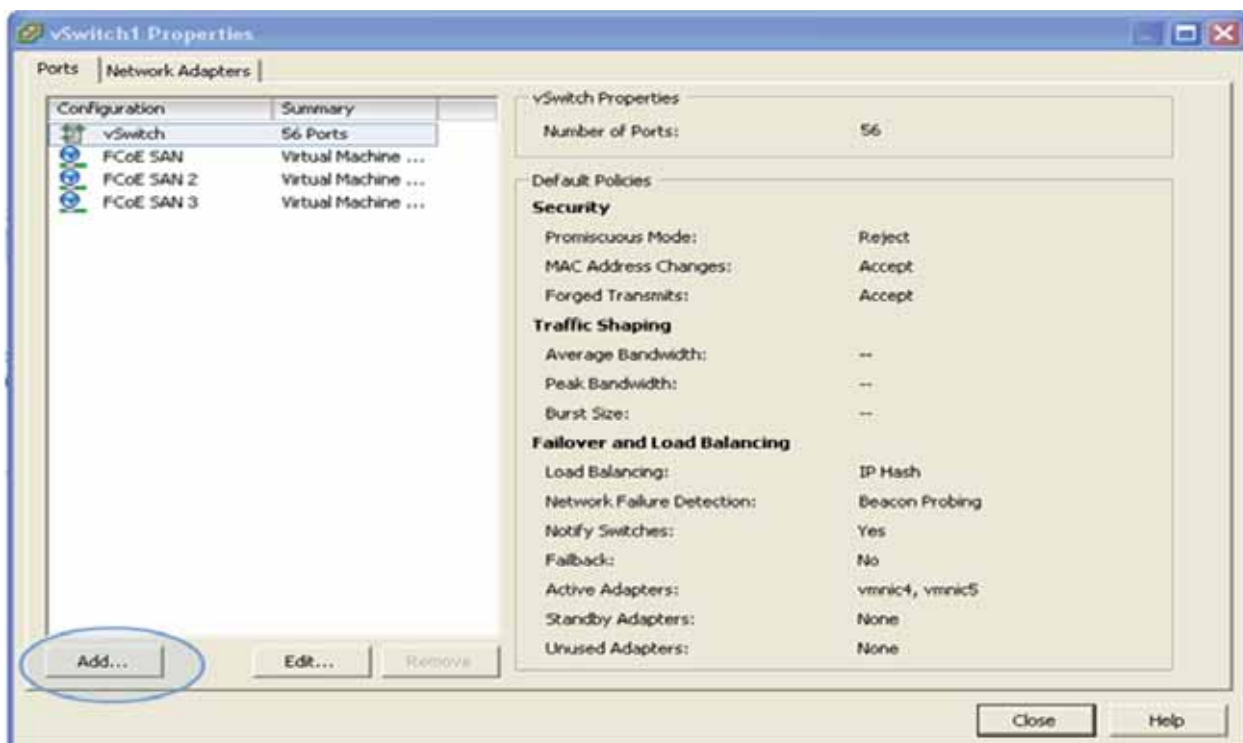 vSwitch1 Properties
Ports
Network Adapters
Configuration Summary
vSwitch 56 Ports
FCoE SAN Virtual Machine ...
FCoE SAN 2 Virtual Machine ...
FCoE SAN 3 Virtual Machine ...
Add...
Edit...
Remove
vSwitch Properties
Number of Ports: 56
Default Policies
Security
Promiscuous Mode: Reject
MAC Address Changes: Accept
Forged Transmits: Accept
Traffic Shaping
Average Bandwidth: --
Peak Bandwidth: --
Burst Size: --
Failover and Load Balancing
Load Balancing: IP Hash
Network Failure Detection: Beacon Probing
Notify Switches: Yes
Failback: No
Active Adapters: vmnic4, vmnic5
Standby Adapters: None
Unused Adapters: None
Close
Help